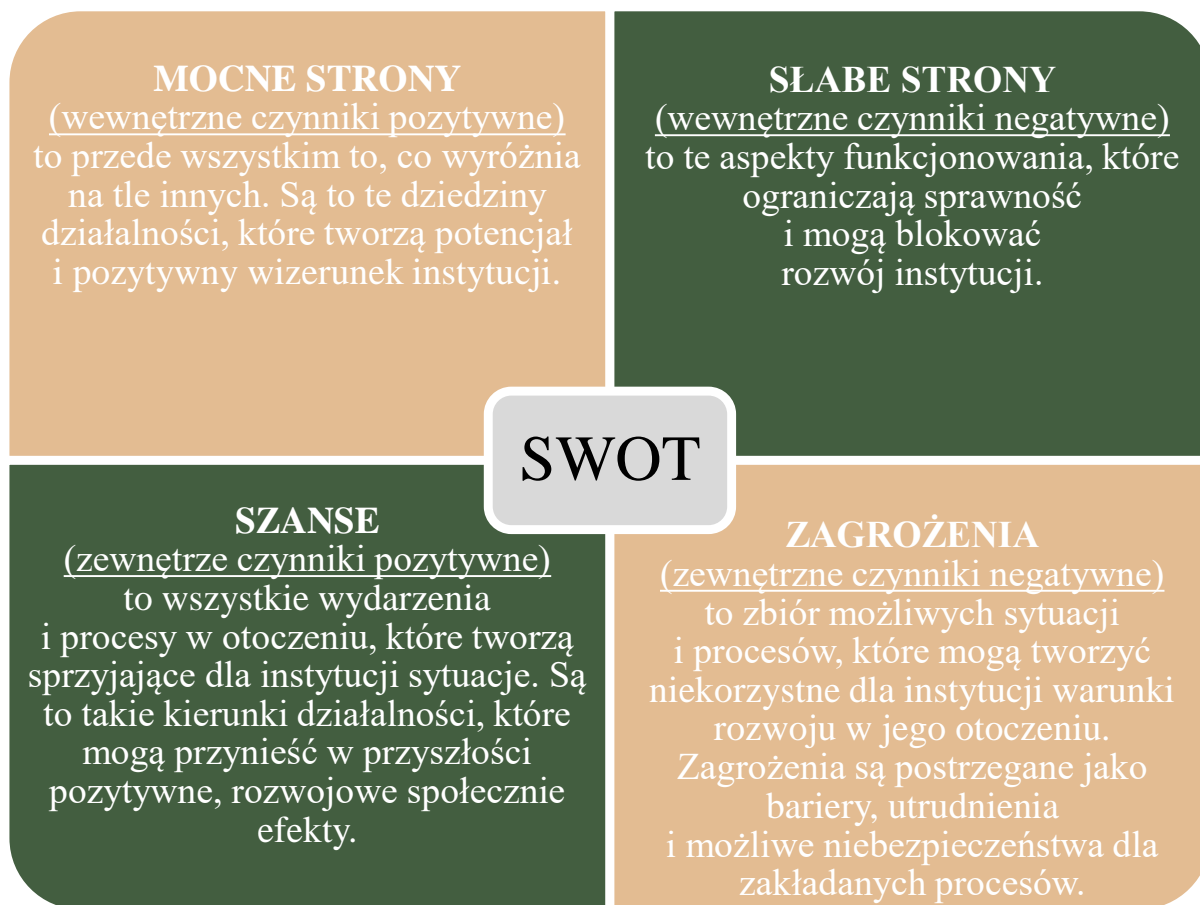 MOCNE STRONY
(wewnętrzne czynniki pozytywne)
to przede wszystkim to, co wyróżnia
na tle innych. Są to te dziedziny
działalności, które tworzą potencjał
i pozytywny wizerunek instytucji.
SŁABE STRONY
(wewnętrzne czynniki negatywne)
to te aspekty funkcjonowania, które
ograniczają sprawność
i mogą blokować
rozwój instytucji.
SWOT
SZANSE
(zewnętrze czynniki pozytywne)
to wszystkie wydarzenia
i procesy w otoczeniu, które tworzą
sprzyjające dla instytucji sytuacje. Są
to takie kierunki działalności, które
mogą przynieść w przyszłości
pozytywne, rozwojowe społecznie
efekty.
ZAGROŻENIA
(zewnętrzne czynniki negatywne)
to zbiór możliwych sytuacji
i procesów, które mogą tworzyć
niekorzystne dla instytucji warunki
rozwoju w jego otoczeniu.
Zagrożenia są postrzegane jako
bariery, utrudnienia
i możliwe niebezpieczeństwa dla
zakładanych procesów.